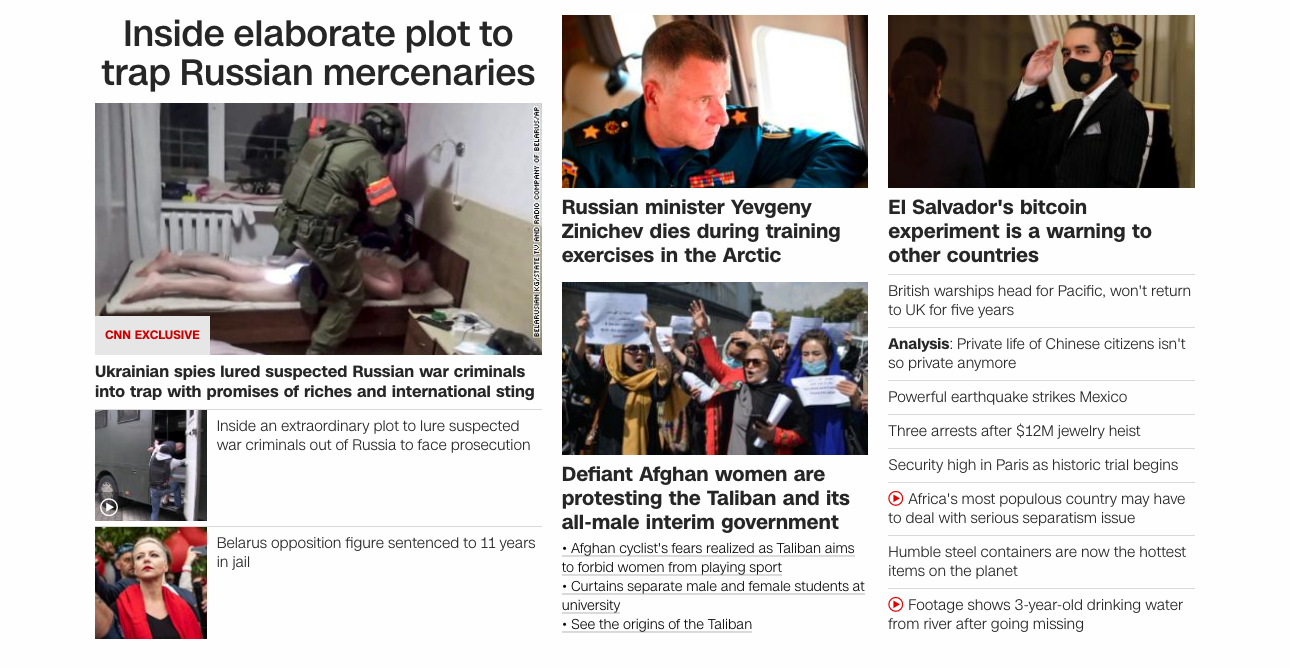 Inside elaborate plot to
trap Russian mercenaries
BELARUSIAN KG/STATE TV AND RADIO COMPANY OF BELARUS/AP
CNN EXCLUSIVE
Ukrainian spies lured suspected Russian war criminals
into trap with promises of riches and international sting
Inside an extraordinary plot to lure suspected
war criminals out of Russia to face prosecution
Belarus opposition figure sentenced to 11 years
in jail
Russian minister Yevgeny
Zinichev dies during training
exercises in the Arctic
Defiant Afghan women are
protesting the Taliban and its
all-male interim government
• Afghan cyclist's fears realized as Taliban aims
to forbid women from playing sport
• Curtains separate male and female students at
university
• See the origins of the Taliban
El Salvador's bitcoin
experiment is a warning to
other countries
British warships head for Pacific, won't return
to UK for five years
Analysis: Private life of Chinese citizens isn't
so private anymore
Powerful earthquake strikes Mexico
Three arrests after $12M jewelry heist
Security high in Paris as historic trial begins
Africa's most populous country may have
to deal with serious separatism issue
Humble steel containers are now the hottest
items on the planet
Footage shows 3-year-old drinking water
from river after going missing